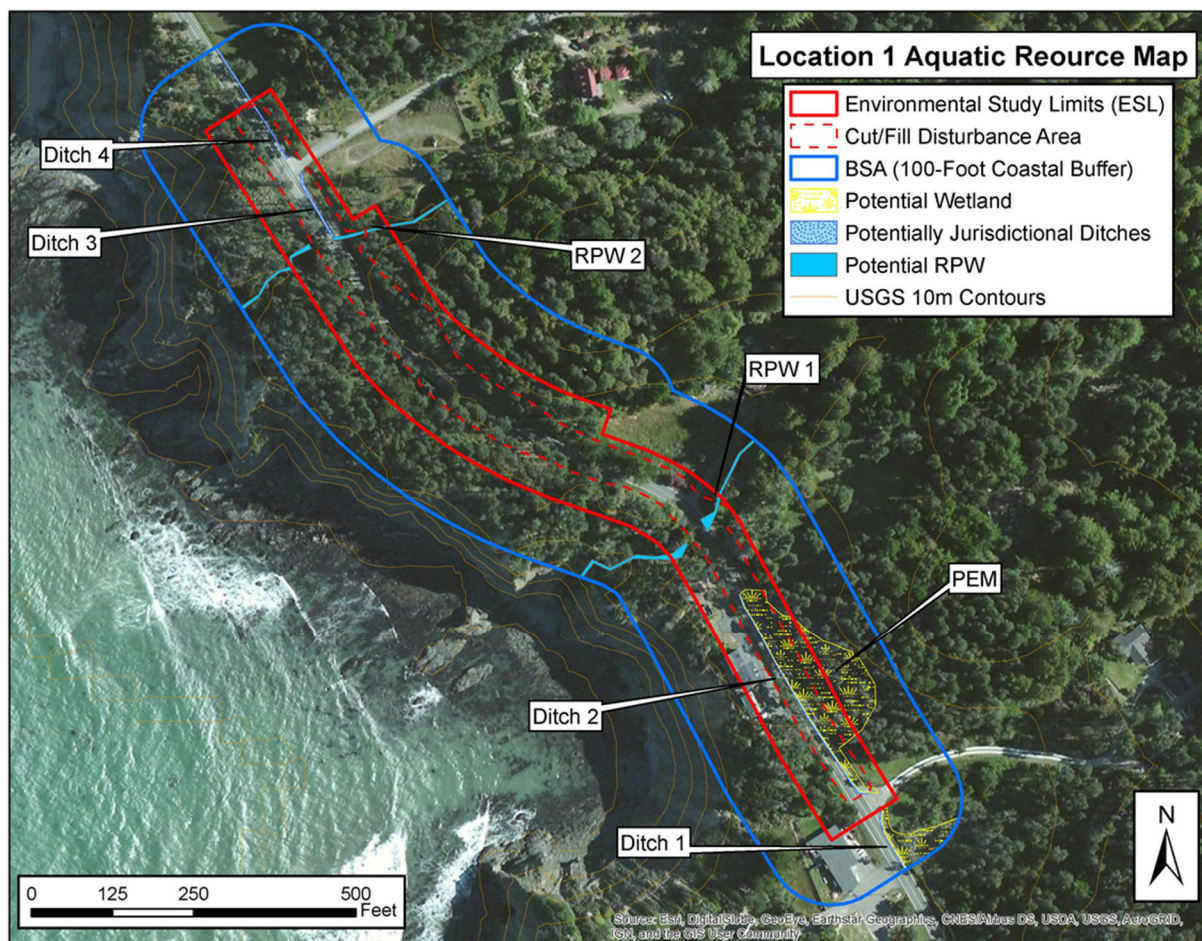 Location 1 Aquatic Reource Map
Environmental Study Limits (ESL)
Cut/Fill Disturbance Area
BSA (100-Foot Coastal Buffer)
Potential Wetland
Potentially Jurisdictional Ditches
Potential RPW
USGS 10m Contours
Ditch 4
Ditch 3
RPW 2
RPW 1
PEM
Ditch 2
Ditch 1
N
0 125 250 500
Feet
Source: Esri, DigitalGlobe, GeoEye, Earthstar Geographics, CNES/Airbus DS, USDA, USGS, AeroGRID,
IGN, and the GIS User Community